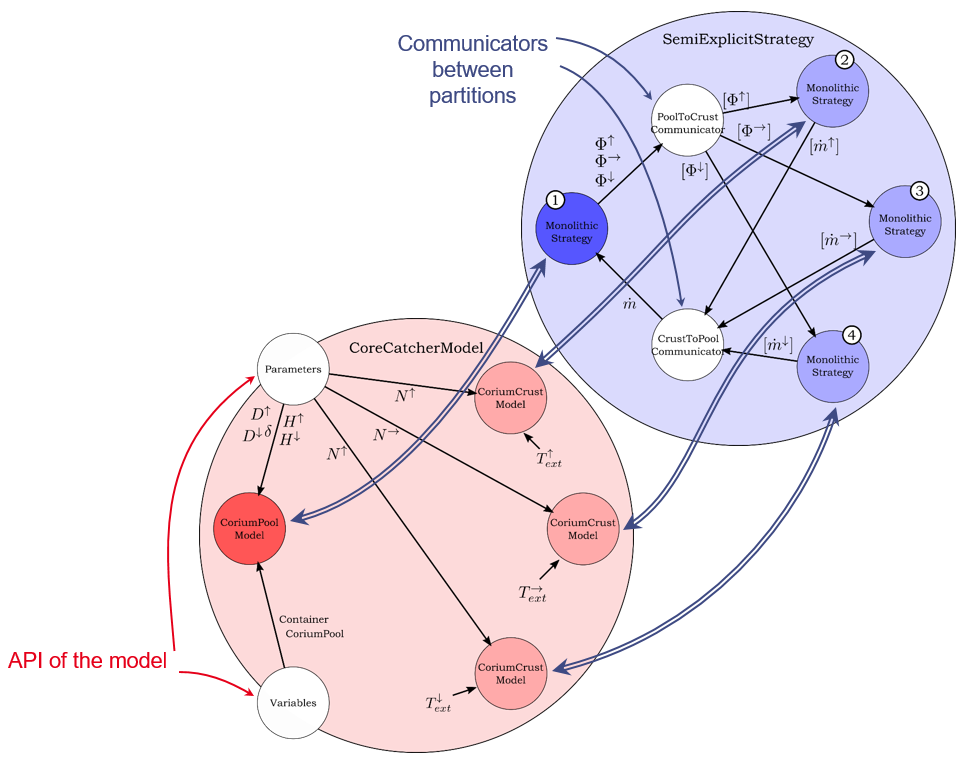 Communicators
between
partitions
SemiExplicitStrategy
2
Monolithic
Strategy
PoolToCrust
Communicator
[Φ↑]
[Φ→]
[ṁ↑]
Φ↑
Φ→
Φ↓
[Φ↓]
1
Monolithic
Strategy
3
Monolithic
Strategy
[ṁ→]
ṁ
CrustToPool
Communicator
[ṁ↓]
4
Monolithic
Strategy
CoreCatcherModel
Parameters
N↑
CoriumCrust
Model
D↑
D↓δ
H↑
H↓
N→
N↑
T↑ext
CoriumPool
Model
CoriumCrust
Model
T→ext
Container
CoriumPool
API of the model
CoriumCrust
Model
T↓ext
Variables